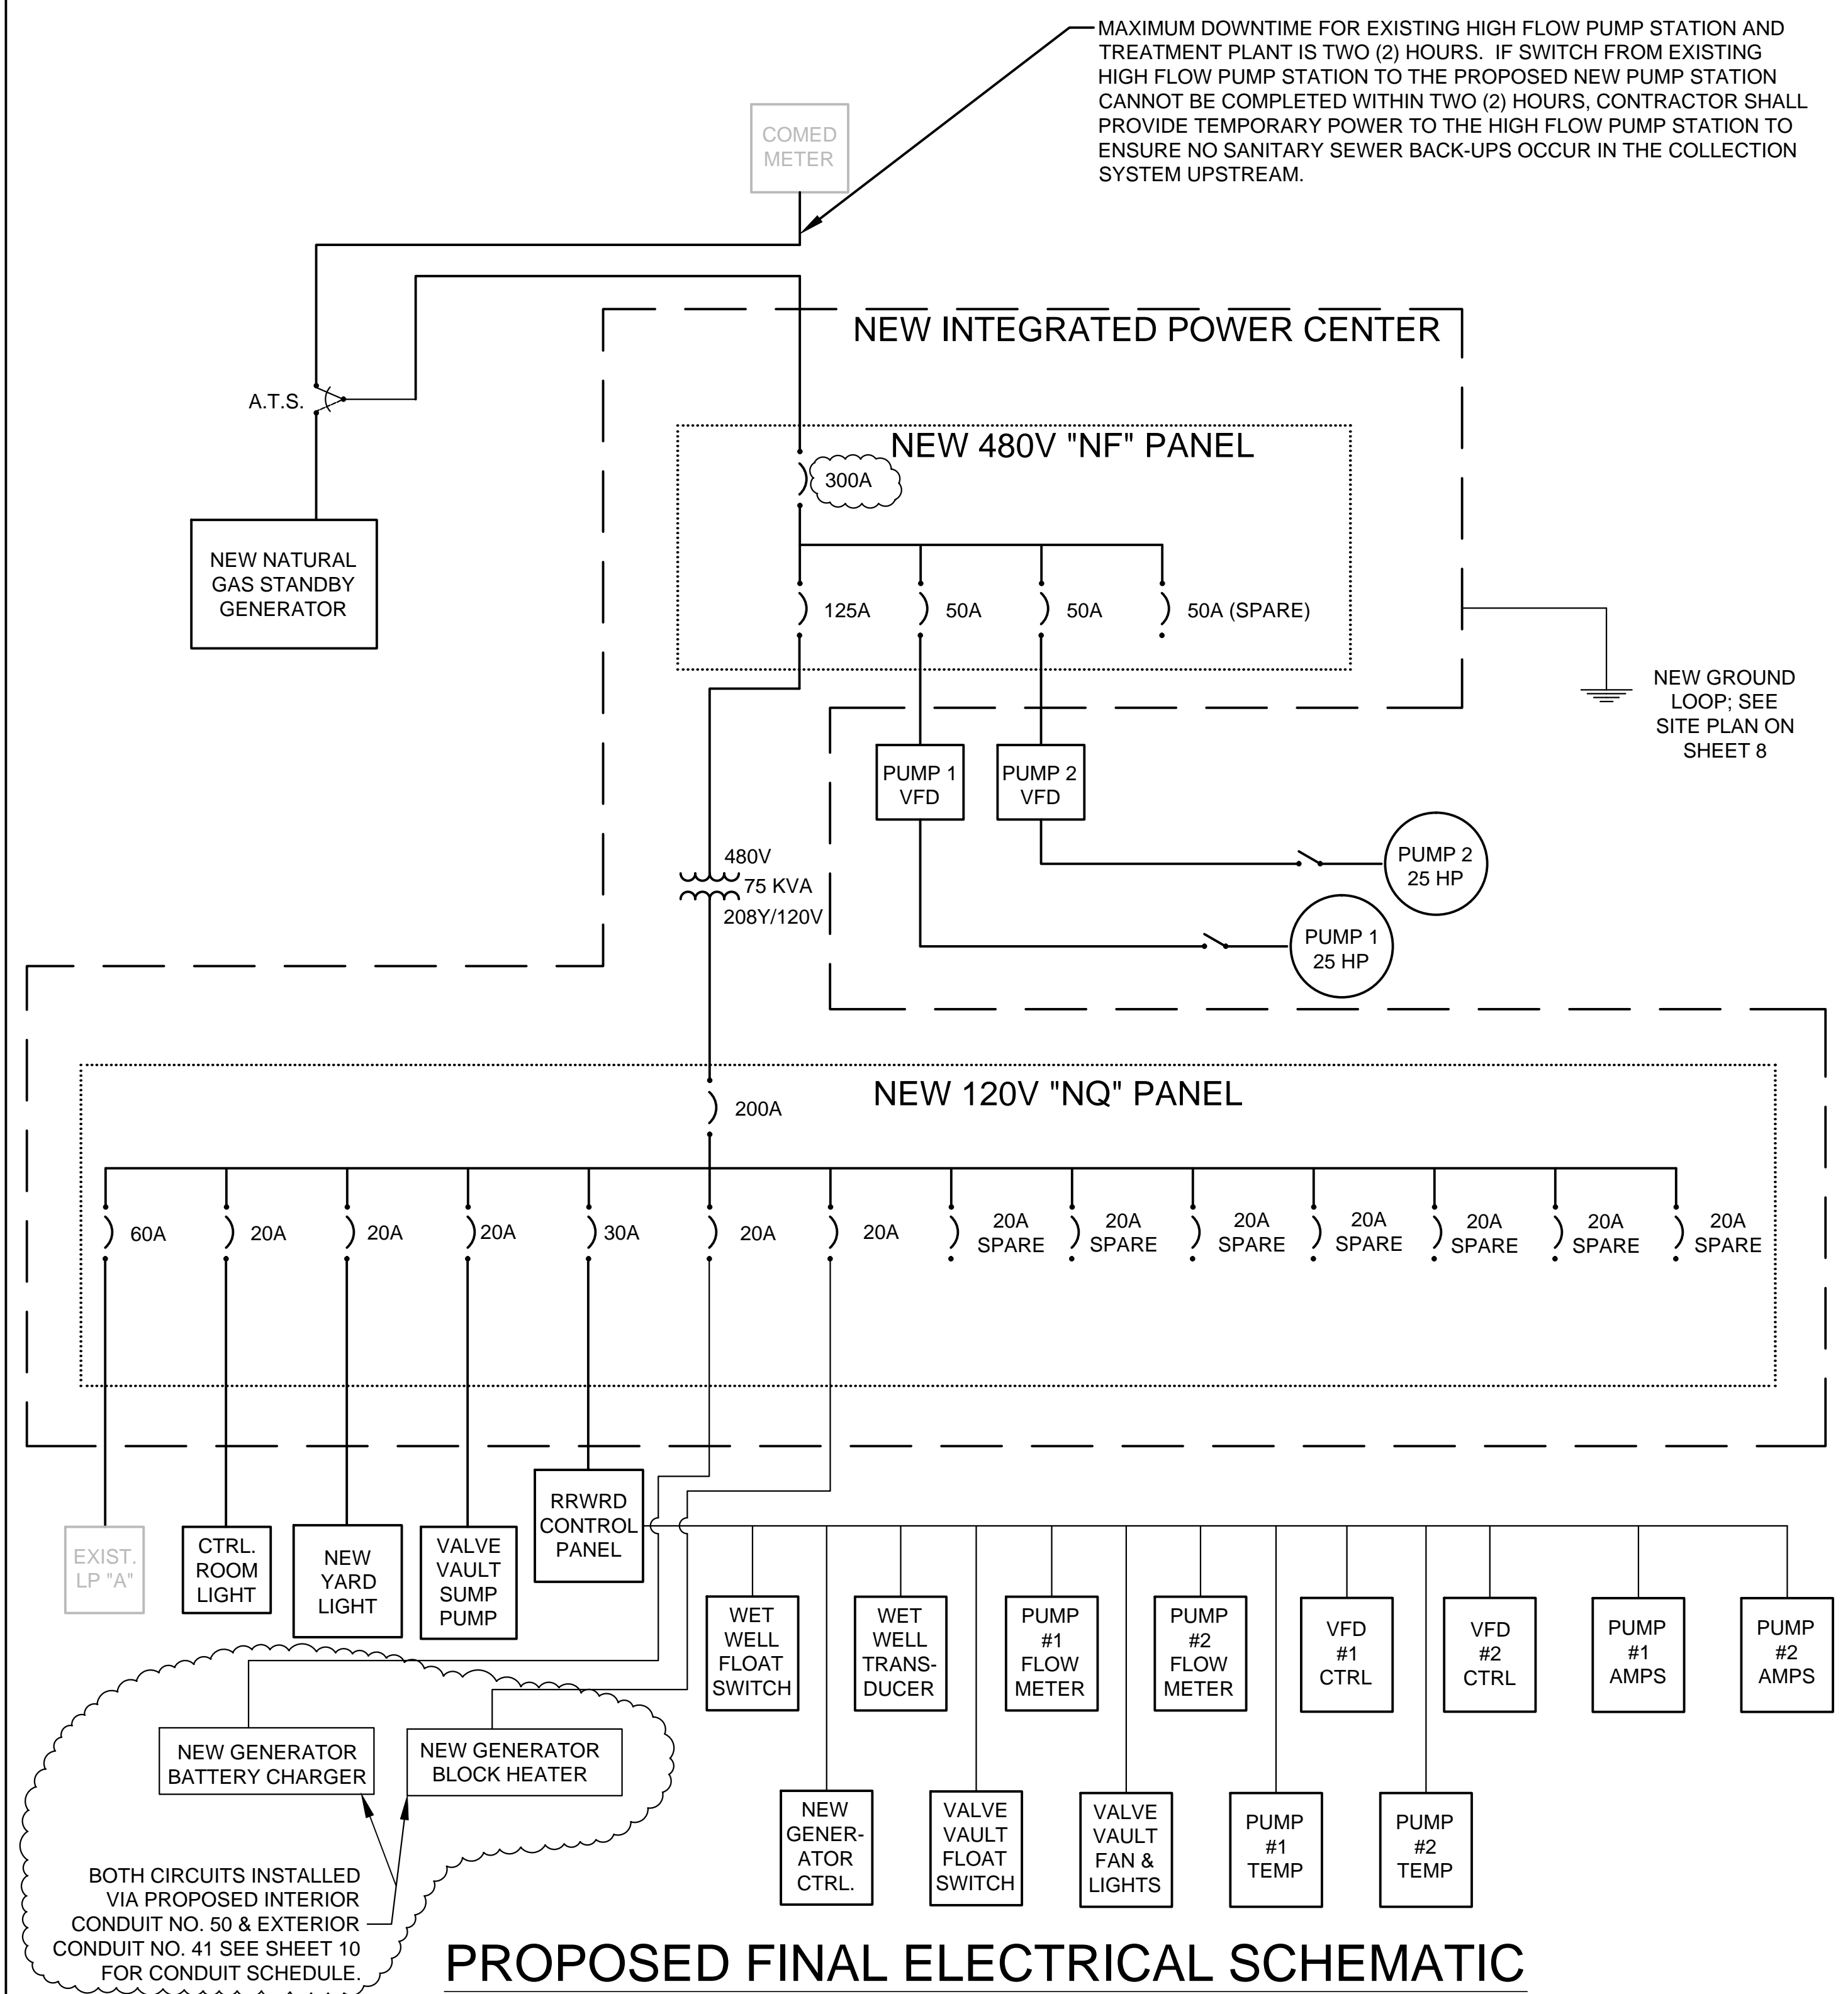 MAXIMUM DOWNTIME FOR EXISTING HIGH FLOW PUMP STATION AND
TREATMENT PLANT IS TWO (2) HOURS. IF SWITCH FROM EXISTING
HIGH FLOW PUMP STATION TO THE PROPOSED NEW PUMP STATION
CANNOT BE COMPLETED WITHIN TWO (2) HOURS, CONTRACTOR SHALL
PROVIDE TEMPORARY POWER TO THE HIGH FLOW PUMP STATION TO
ENSURE NO SANITARY SEWER BACK-UPS OCCUR IN THE COLLECTION
SYSTEM UPSTREAM.
COMED
METER
NEW INTEGRATED POWER CENTER
A.T.S.
NEW 480V "NF" PANEL
300A
NEW NATURAL
GAS STANDBY
GENERATOR
125A
50A
50A
50A (SPARE)
NEW GROUND
LOOP; SEE
SITE PLAN ON
SHEET 8
PUMP 1
VFD
PUMP 2
VFD
480V
75 KVA
208Y/120V
PUMP 2
25 HP
PUMP 1
25 HP
NEW 120V "NQ" PANEL
200A
60A
20A
20A
20A
30A
20A
20A
20A
SPARE
20A
SPARE
20A
SPARE
20A
SPARE
20A
SPARE
20A
SPARE
20A
SPARE
EXIST.
LP "A"
CTRL.
ROOM
LIGHT
NEW
YARD
LIGHT
VALVE
VAULT
SUMP
PUMP
RRWRD
CONTROL
PANEL
WET
WELL
FLOAT
SWITCH
WET
WELL
TRANS-
DUCER
PUMP
#1
FLOW
METER
PUMP
#2
FLOW
METER
VFD
#1
CTRL
VFD
#2
CTRL
PUMP
#1
AMPS
PUMP
#2
AMPS
NEW GENERATOR
BATTERY CHARGER
NEW GENERATOR
BLOCK HEATER
NEW
GENER-
ATOR
CTRL.
VALVE
VAULT
FLOAT
SWITCH
VALVE
VAULT
FAN &
LIGHTS
PUMP
#1
TEMP
PUMP
#2
TEMP
BOTH CIRCUITS INSTALLED
VIA PROPOSED INTERIOR
CONDUIT NO. 50 & EXTERIOR
CONDUIT NO. 41 SEE SHEET 10
FOR CONDUIT SCHEDULE.
PROPOSED FINAL ELECTRICAL SCHEMATIC